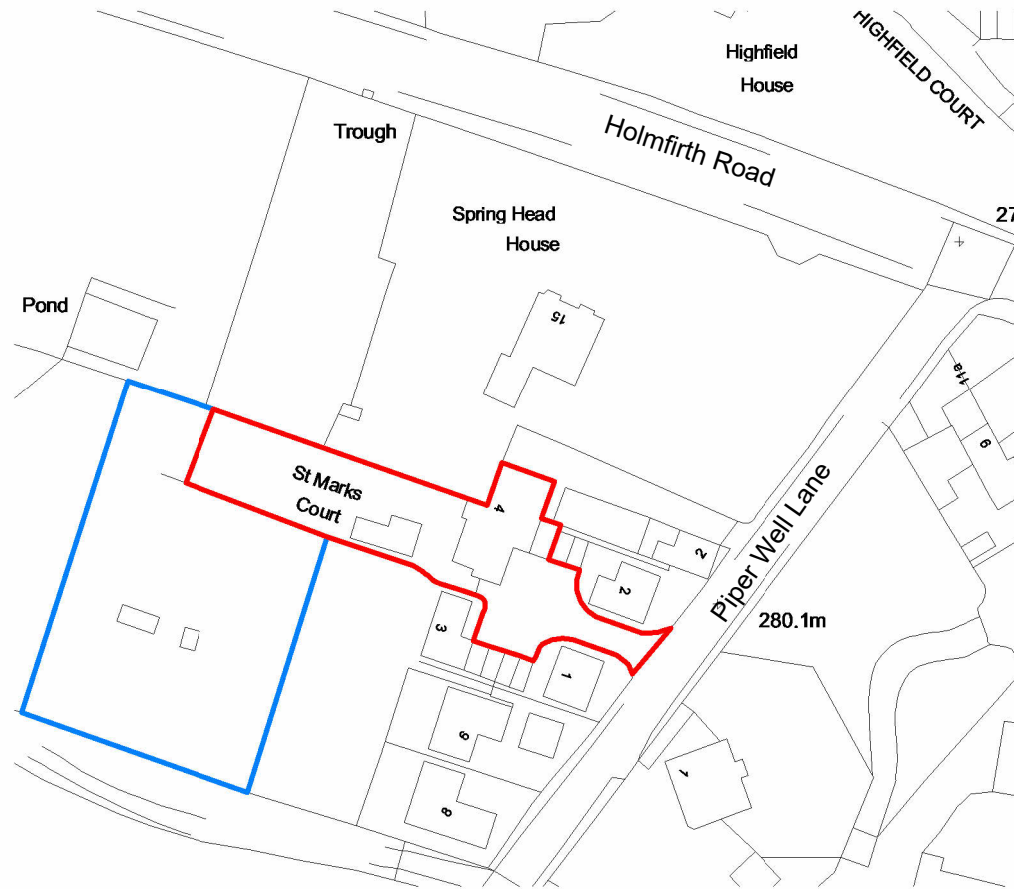 Highfield
House
HIGHFIELD COURT
Trough
Holmfirth Road
27
Spring Head
House
Pond
15
11a
9
St Marks
Court
4
2
2
Piper Well Lane
280.1m
3
1
6
1
8